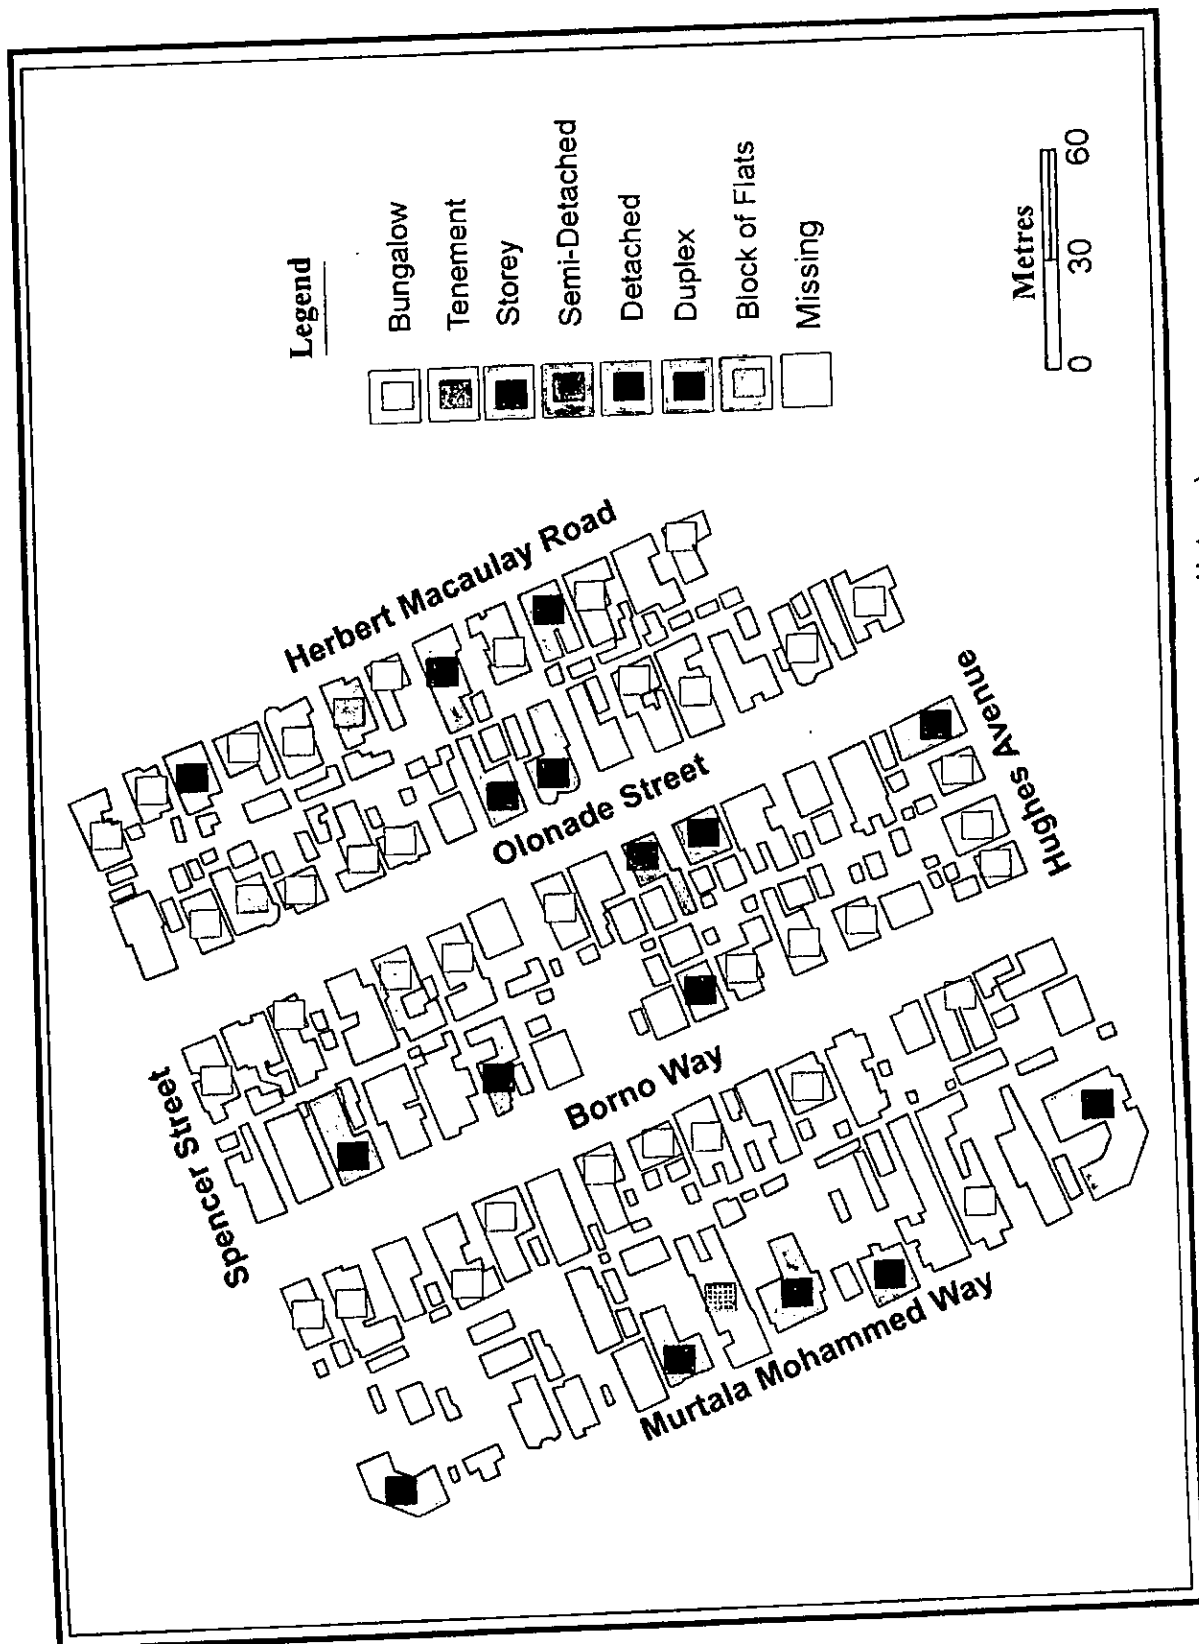 Legend
Bungalow
Tenement
Storey
Semi-Detached
Detached
Duplex
Block of Flats
Missing
Metres
0 30 60
Herbert Macaulay Road
Olonade Street
Hughes Avenue
Spencer Street
Borno Way
Murtala Mohammed Way